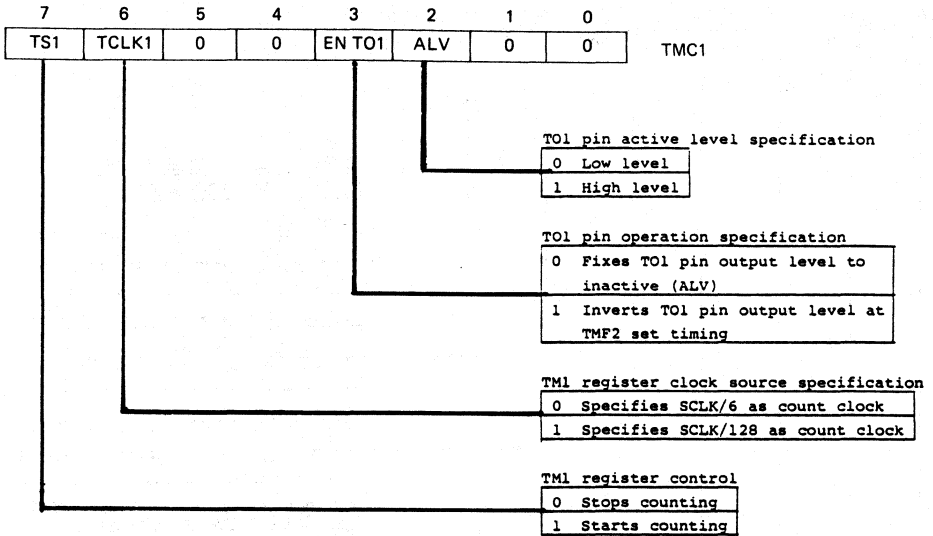 7 6 5 4 3 2 1 0
TS1 TCLK1 0 0 EN TO1 ALV 0 0 TMC1
TO1 pin active level specification
0 Low level
1 High level
TO1 pin operation specification
0 Fixes TO1 pin output level to
inactive (ALV)
1 Inverts TO1 pin output level at
TMF2 set timing
TM1 register clock source specification
0 Specifies SCLK/6 as count clock
1 Specifies SCLK/128 as count clock
TM1 register control
0 Stops counting
1 Starts counting